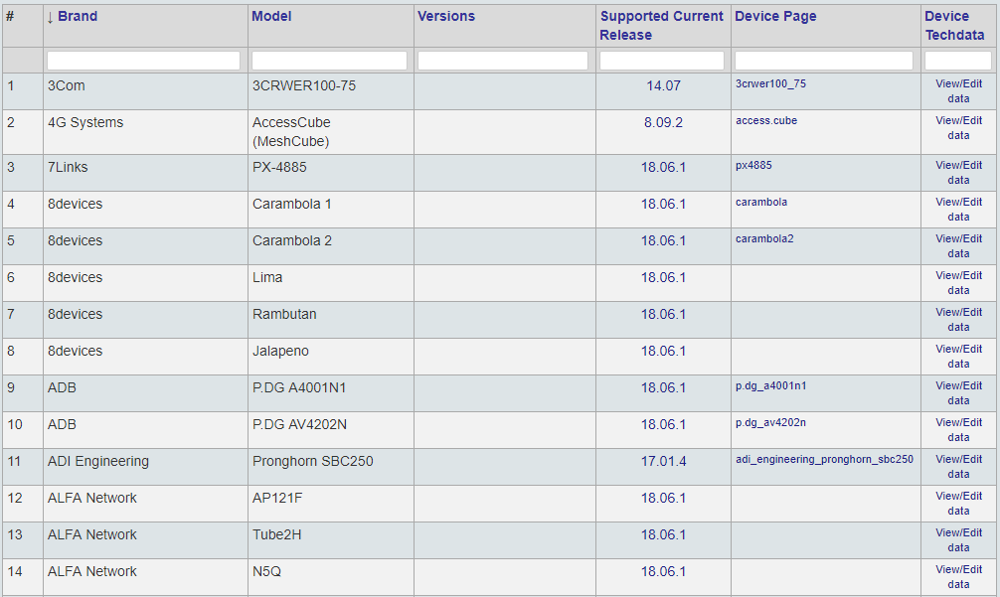 # ↓ Brand Model Versions Supported Current Device Page Device
Release Techdata
1 3Com 3CRWER100-75 14.07 3crwer100_75 View/Edit
data
2 4G Systems AccessCube 8.09.2 access.cube View/Edit
(MeshCube) data
3 7Links PX-4885 18.06.1 px4885 View/Edit
data
4 8devices Carambola 1 18.06.1 carambola View/Edit
data
5 8devices Carambola 2 18.06.1 carambola2 View/Edit
data
6 8devices Lima 18.06.1 View/Edit
data
7 8devices Rambutan 18.06.1 View/Edit
data
8 8devices Jalapeno 18.06.1 View/Edit
data
9 ADB P.DG A4001N1 18.06.1 p.dg_a4001n1 View/Edit
data
10 ADB P.DG AV4202N 18.06.1 p.dg_av4202n View/Edit
data
11 ADI Engineering Pronghorn SBC250 17.01.4 adi_engineering_pronghorn_sbc250 View/Edit
data
12 ALFA Network AP121F 18.06.1 View/Edit
data
13 ALFA Network Tube2H 18.06.1 View/Edit
data
14 ALFA Network N5Q 18.06.1 View/Edit
data